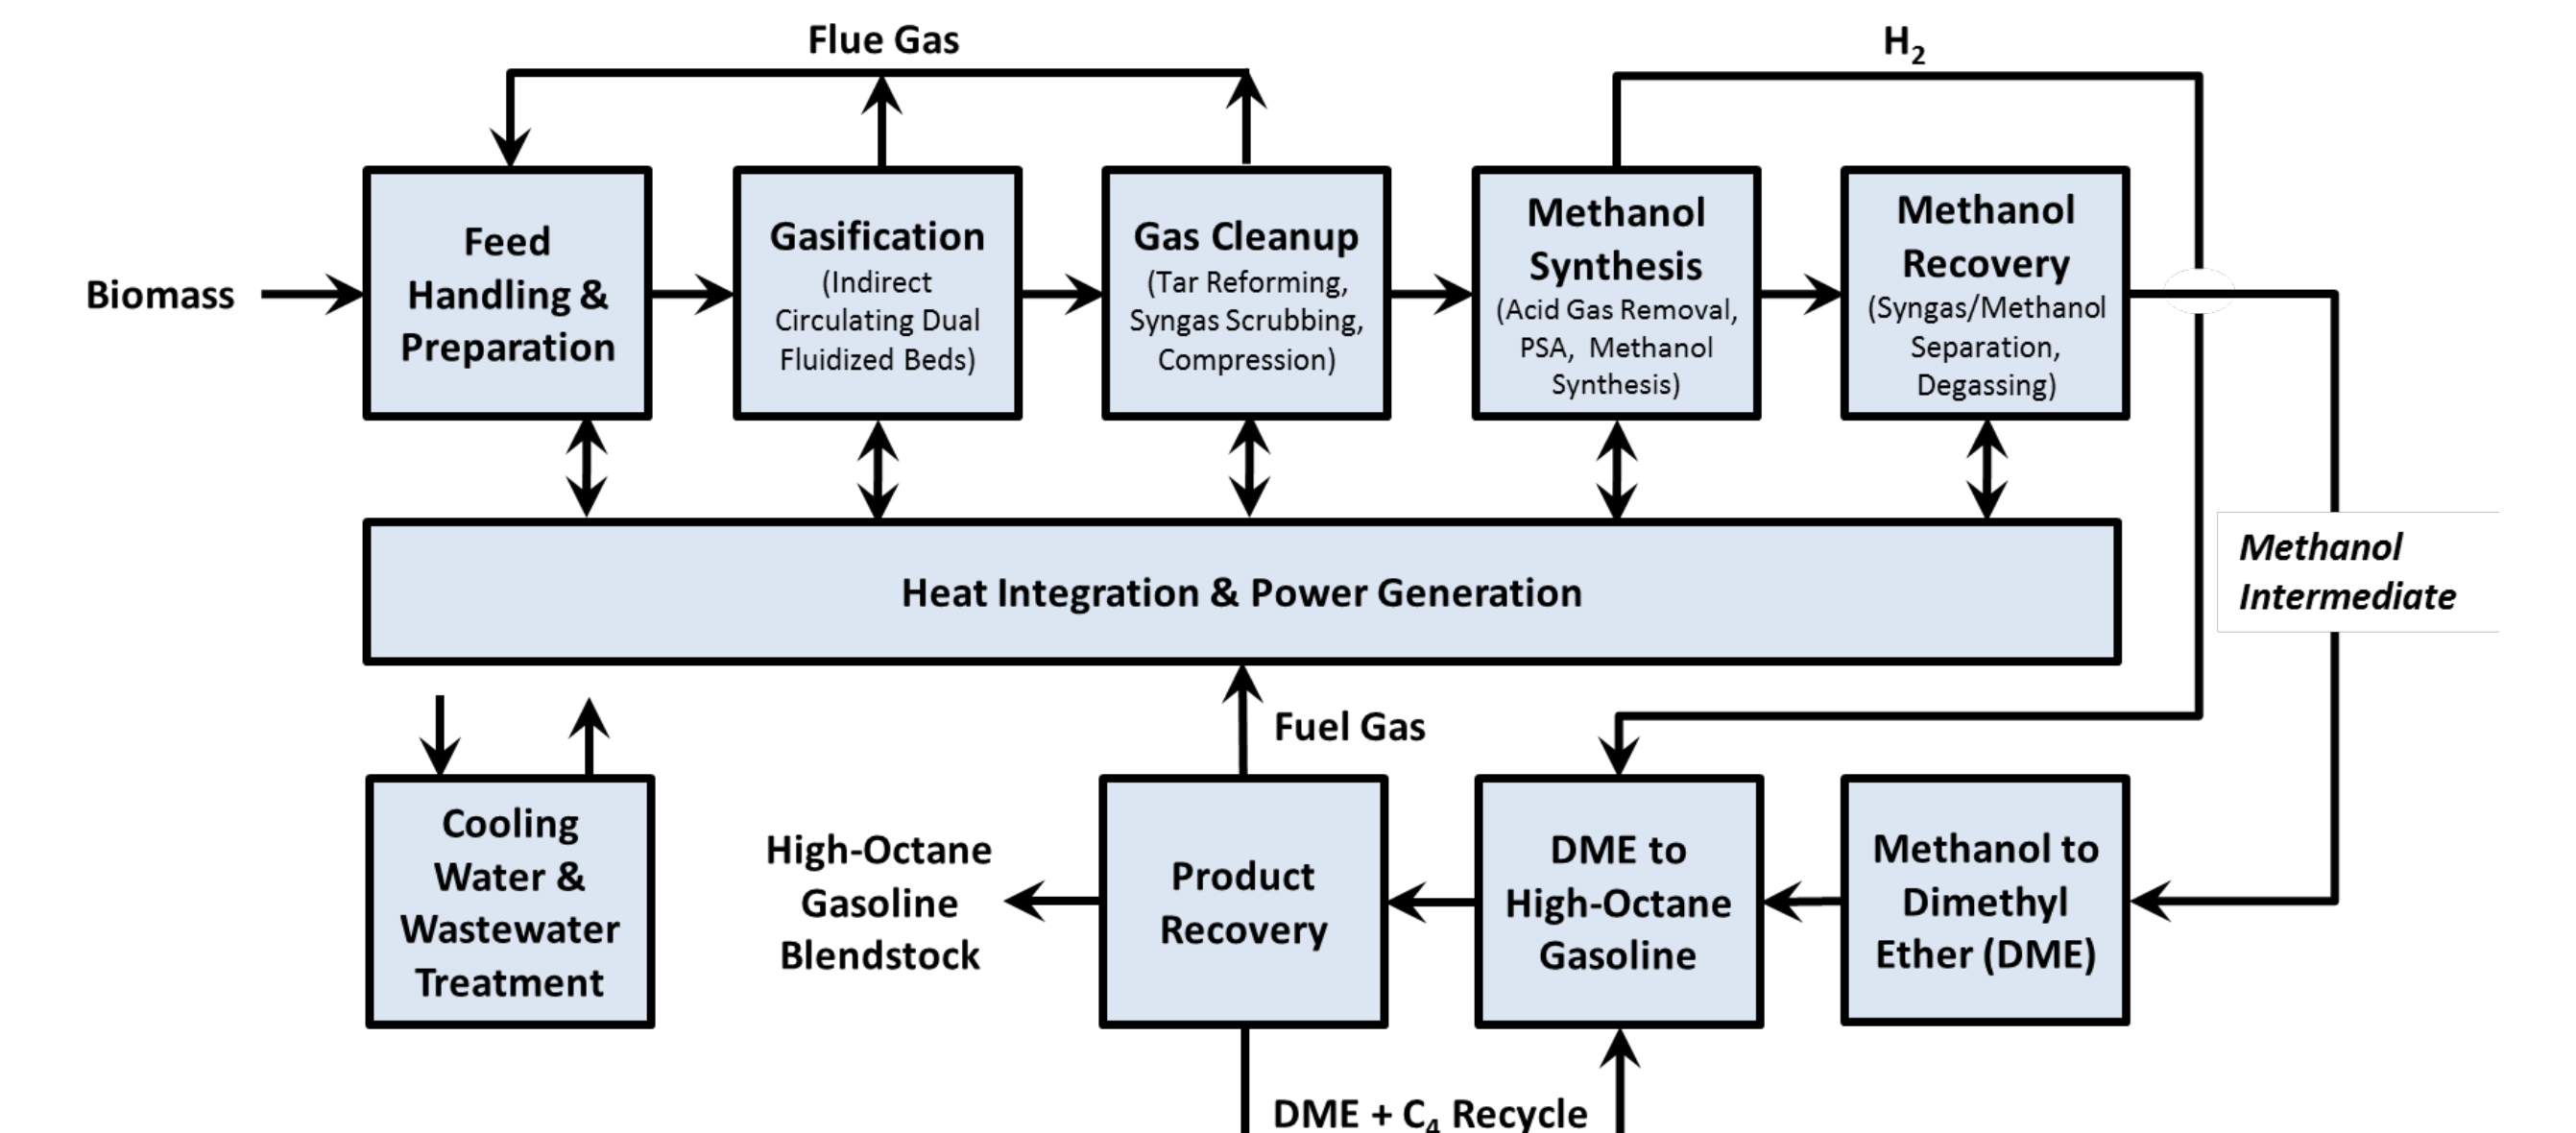 Flue Gas
H₂
Biomass
Feed
Handling &
Preparation
Gasification
(Indirect
Circulating Dual
Fluidized Beds)
Gas Cleanup
(Tar Reforming,
Syngas Scrubbing,
Compression)
Methanol
Synthesis
(Acid Gas Removal,
PSA, Methanol
Synthesis)
Methanol
Recovery
(Syngas/Methanol
Separation,
Degassing)
Heat Integration & Power Generation
Methanol
Intermediate
Fuel Gas
Cooling
Water &
Wastewater
Treatment
High-Octane
Gasoline
Blendstock
Product
Recovery
DME to
High-Octane
Gasoline
Methanol to
Dimethyl
Ether (DME)
DME + C₄ Recycle